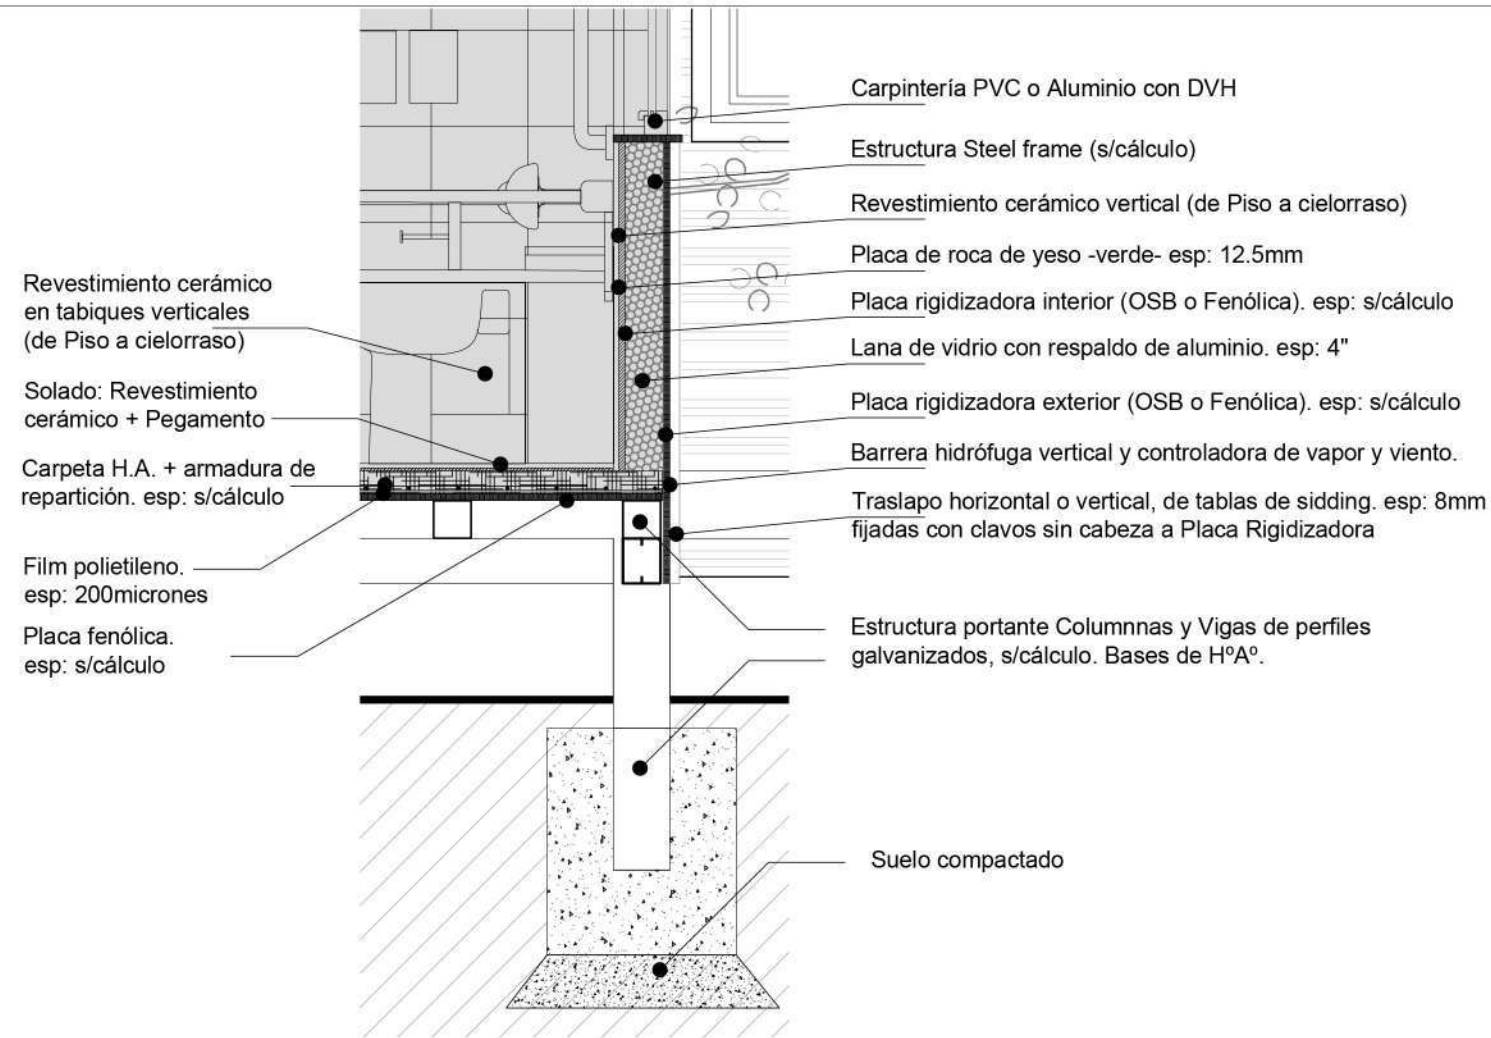 Carpintería PVC o Aluminio con DVH
Estructura Steel frame (s/cálculo)
Revestimiento cerámico vertical (de Piso a cielorraso)
Placa de roca de yeso -verde- esp: 12.5mm
Placa rigidizadora interior (OSB o Fenólica). esp: s/cálculo
Lana de vidrio con respaldo de aluminio. esp: 4"
Placa rigidizadora exterior (OSB o Fenólica). esp: s/cálculo
Barrera hidrófuga vertical y controladora de vapor y viento.
Traslapo horizontal o vertical, de tablas de sidding. esp: 8mm
fijadas con clavos sin cabeza a Placa Rigidizadora
Estructura portante Columnnas y Vigas de perfiles
galvanizados, s/cálculo. Bases de HºAº.
Suelo compactado
Revestimiento cerámico
en tabiques verticales
(de Piso a cielorraso)
Solado: Revestimiento
cerámico + Pegamento
Carpeta H.A. + armadura de
repartición. esp: s/cálculo
Film polietileno.
esp: 200micrones
Placa fenólica.
esp: s/cálculo